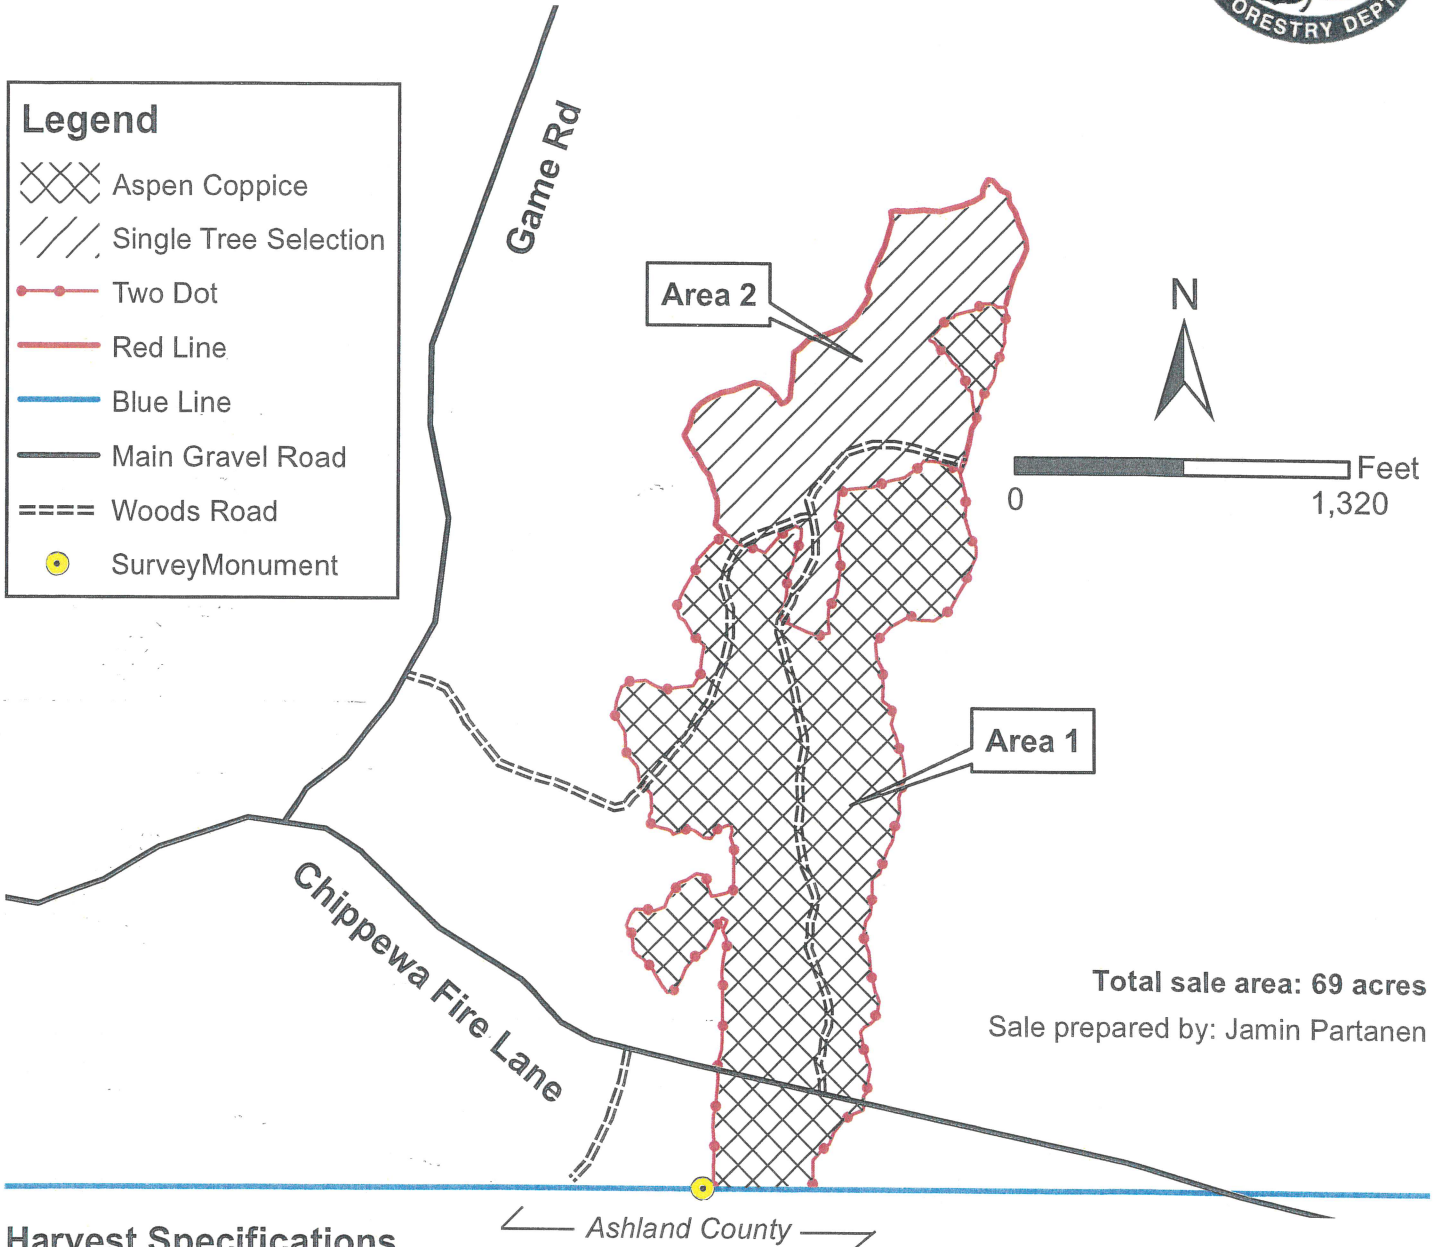 ORESTRY DEPT
Legend
Aspen Coppice
Single Tree Selection
Two Dot
Red Line
Blue Line
Main Gravel Road
Woods Road
SurveyMonument
Game Rd
Area 2
N
Feet
0 1,320
Area 1
Chippewa Fire Lane
Total sale area: 69 acres
Sale prepared by: Jamin Partanen
Ashland County
Harvest Specifications